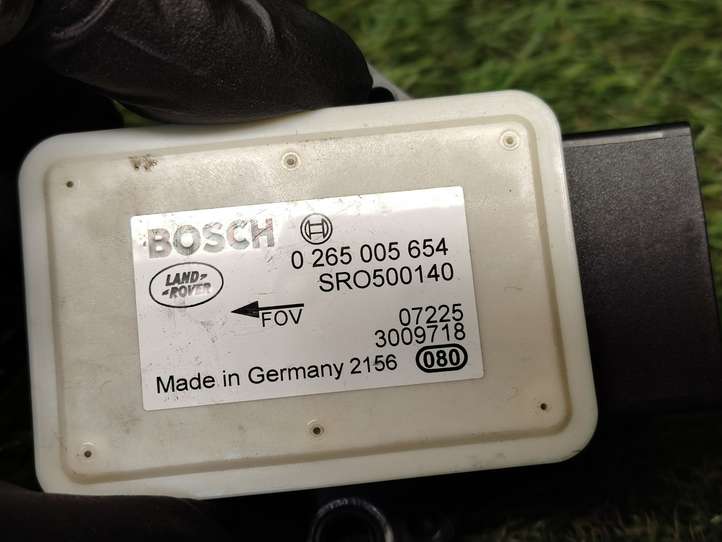 BOSCH
0 265 005 654
LAND-
-ROVER
SRO500140
FOV
07225
3009718
Made in Germany 2156 080